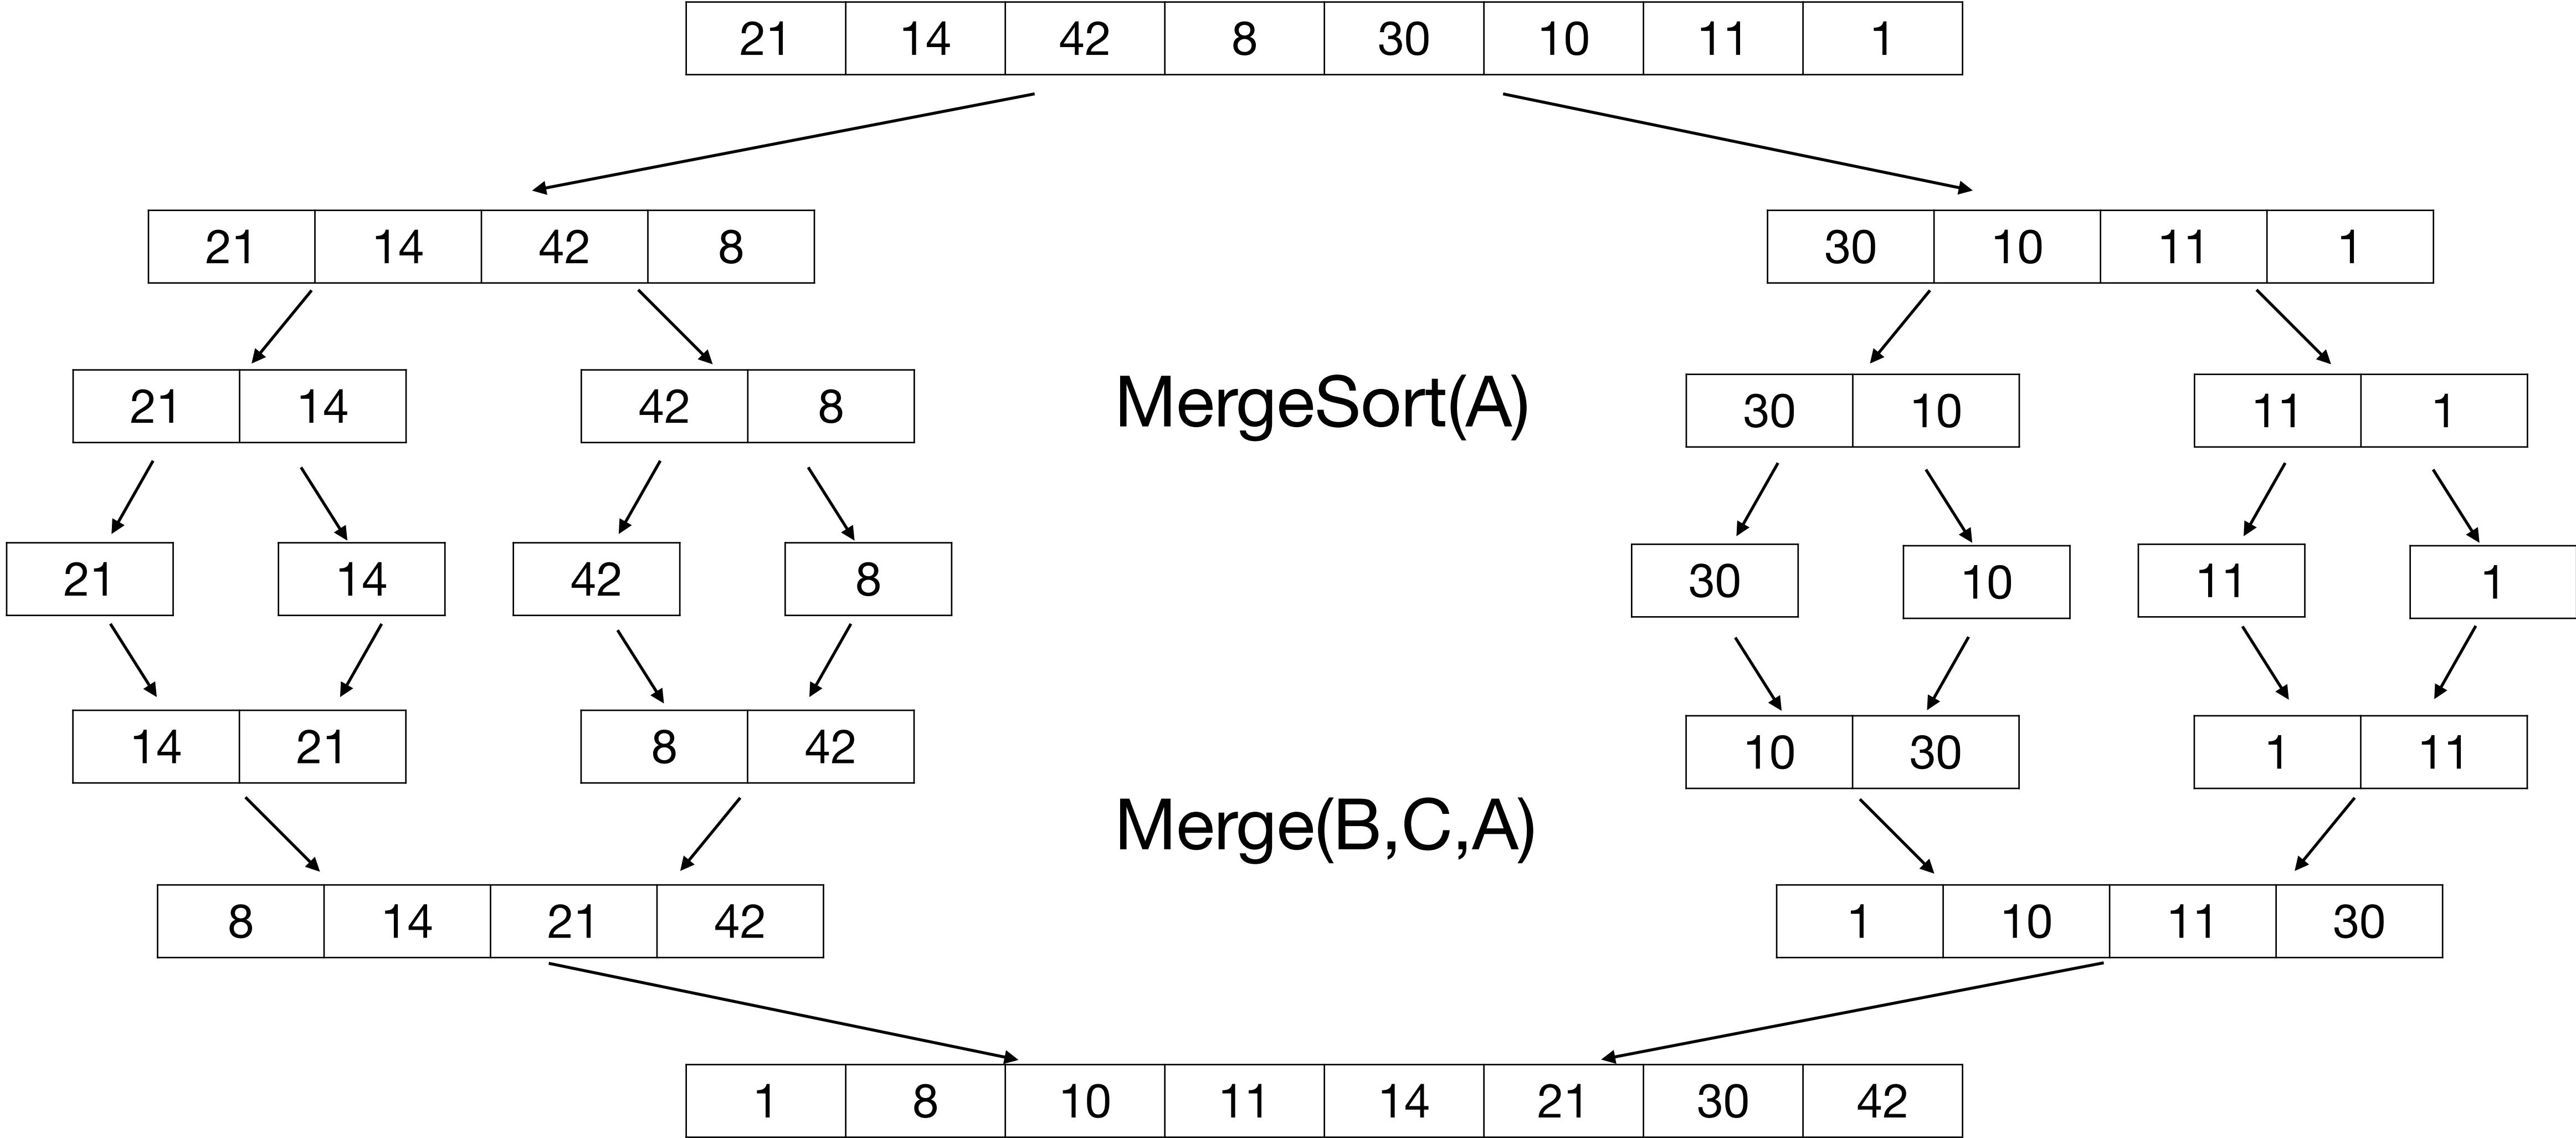 21 14 42 8 30 10 11 1
21 14 42 8 30 10 11 1
21 14 42 8 MergeSort(A) 30 10 11 1
21 14 42 8 30 10 11 1
14 21 8 42 10 30 1 11
Merge(B,C,A)
8 14 21 42 1 10 11 30
1 8 10 11 14 21 30 42